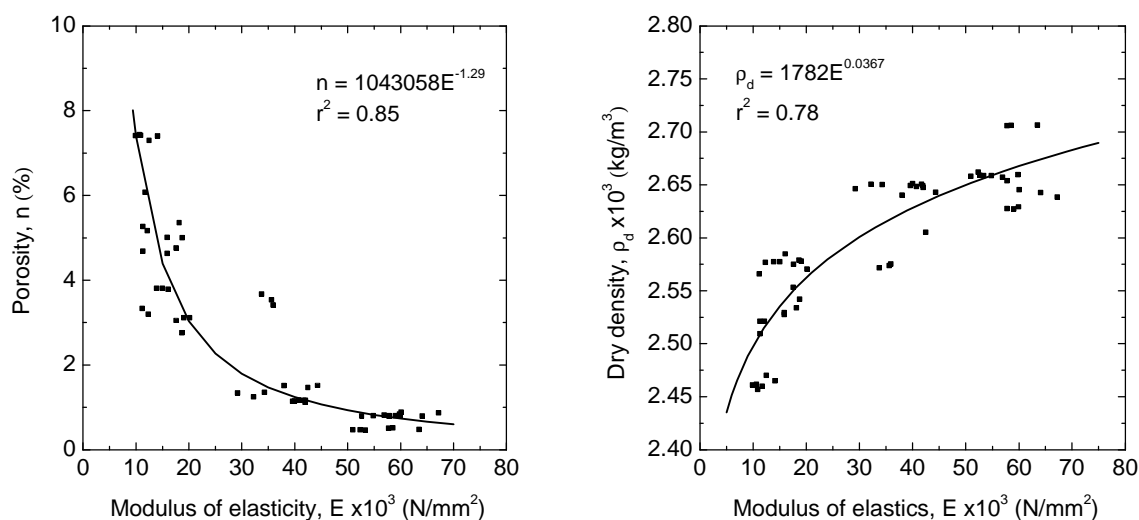 10
8
6
4
2
0
Porosity, n (%)
n = 1043058E^-1.29
r^2 = 0.85
0 10 20 30 40 50 60 70 80
Modulus of elasticity, E x10^3 (N/mm^2)
2.80
2.75
2.70
2.65
2.60
2.55
2.50
2.45
2.40
Dry density, ρ_d x10^3 (kg/m^3)
ρ_d = 1782E^0.0367
r^2 = 0.78
0 10 20 30 40 50 60 70 80
Modulus of elastics, E x10^3 (N/mm^2)